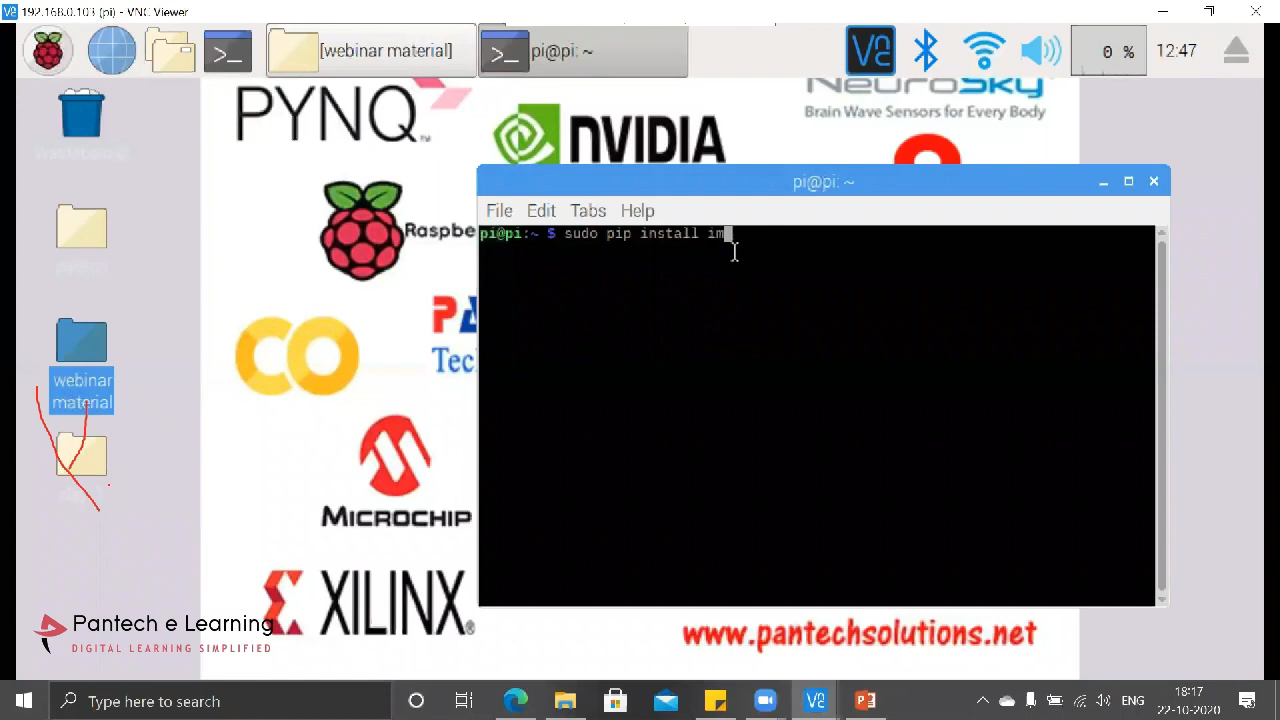 192.168.0.103 (pi) - VNC Viewer
[webinar material]
pi@pi: ~
0 %
12:47
PYNQ
NVIDIA
NeuroSky
Brain Wave Sensors for Every Body
pi@pi: ~
File Edit Tabs Help
pi@pi:~ $ sudo pip install im
Raspbe
PA
Tech
webinar
material
MICROCHIP
XILINX®
Pantech e Learning
DIGITAL LEARNING SIMPLIFIED
www.pantechsolutions.net
Type here to search
ENG
18:17
22-10-2020